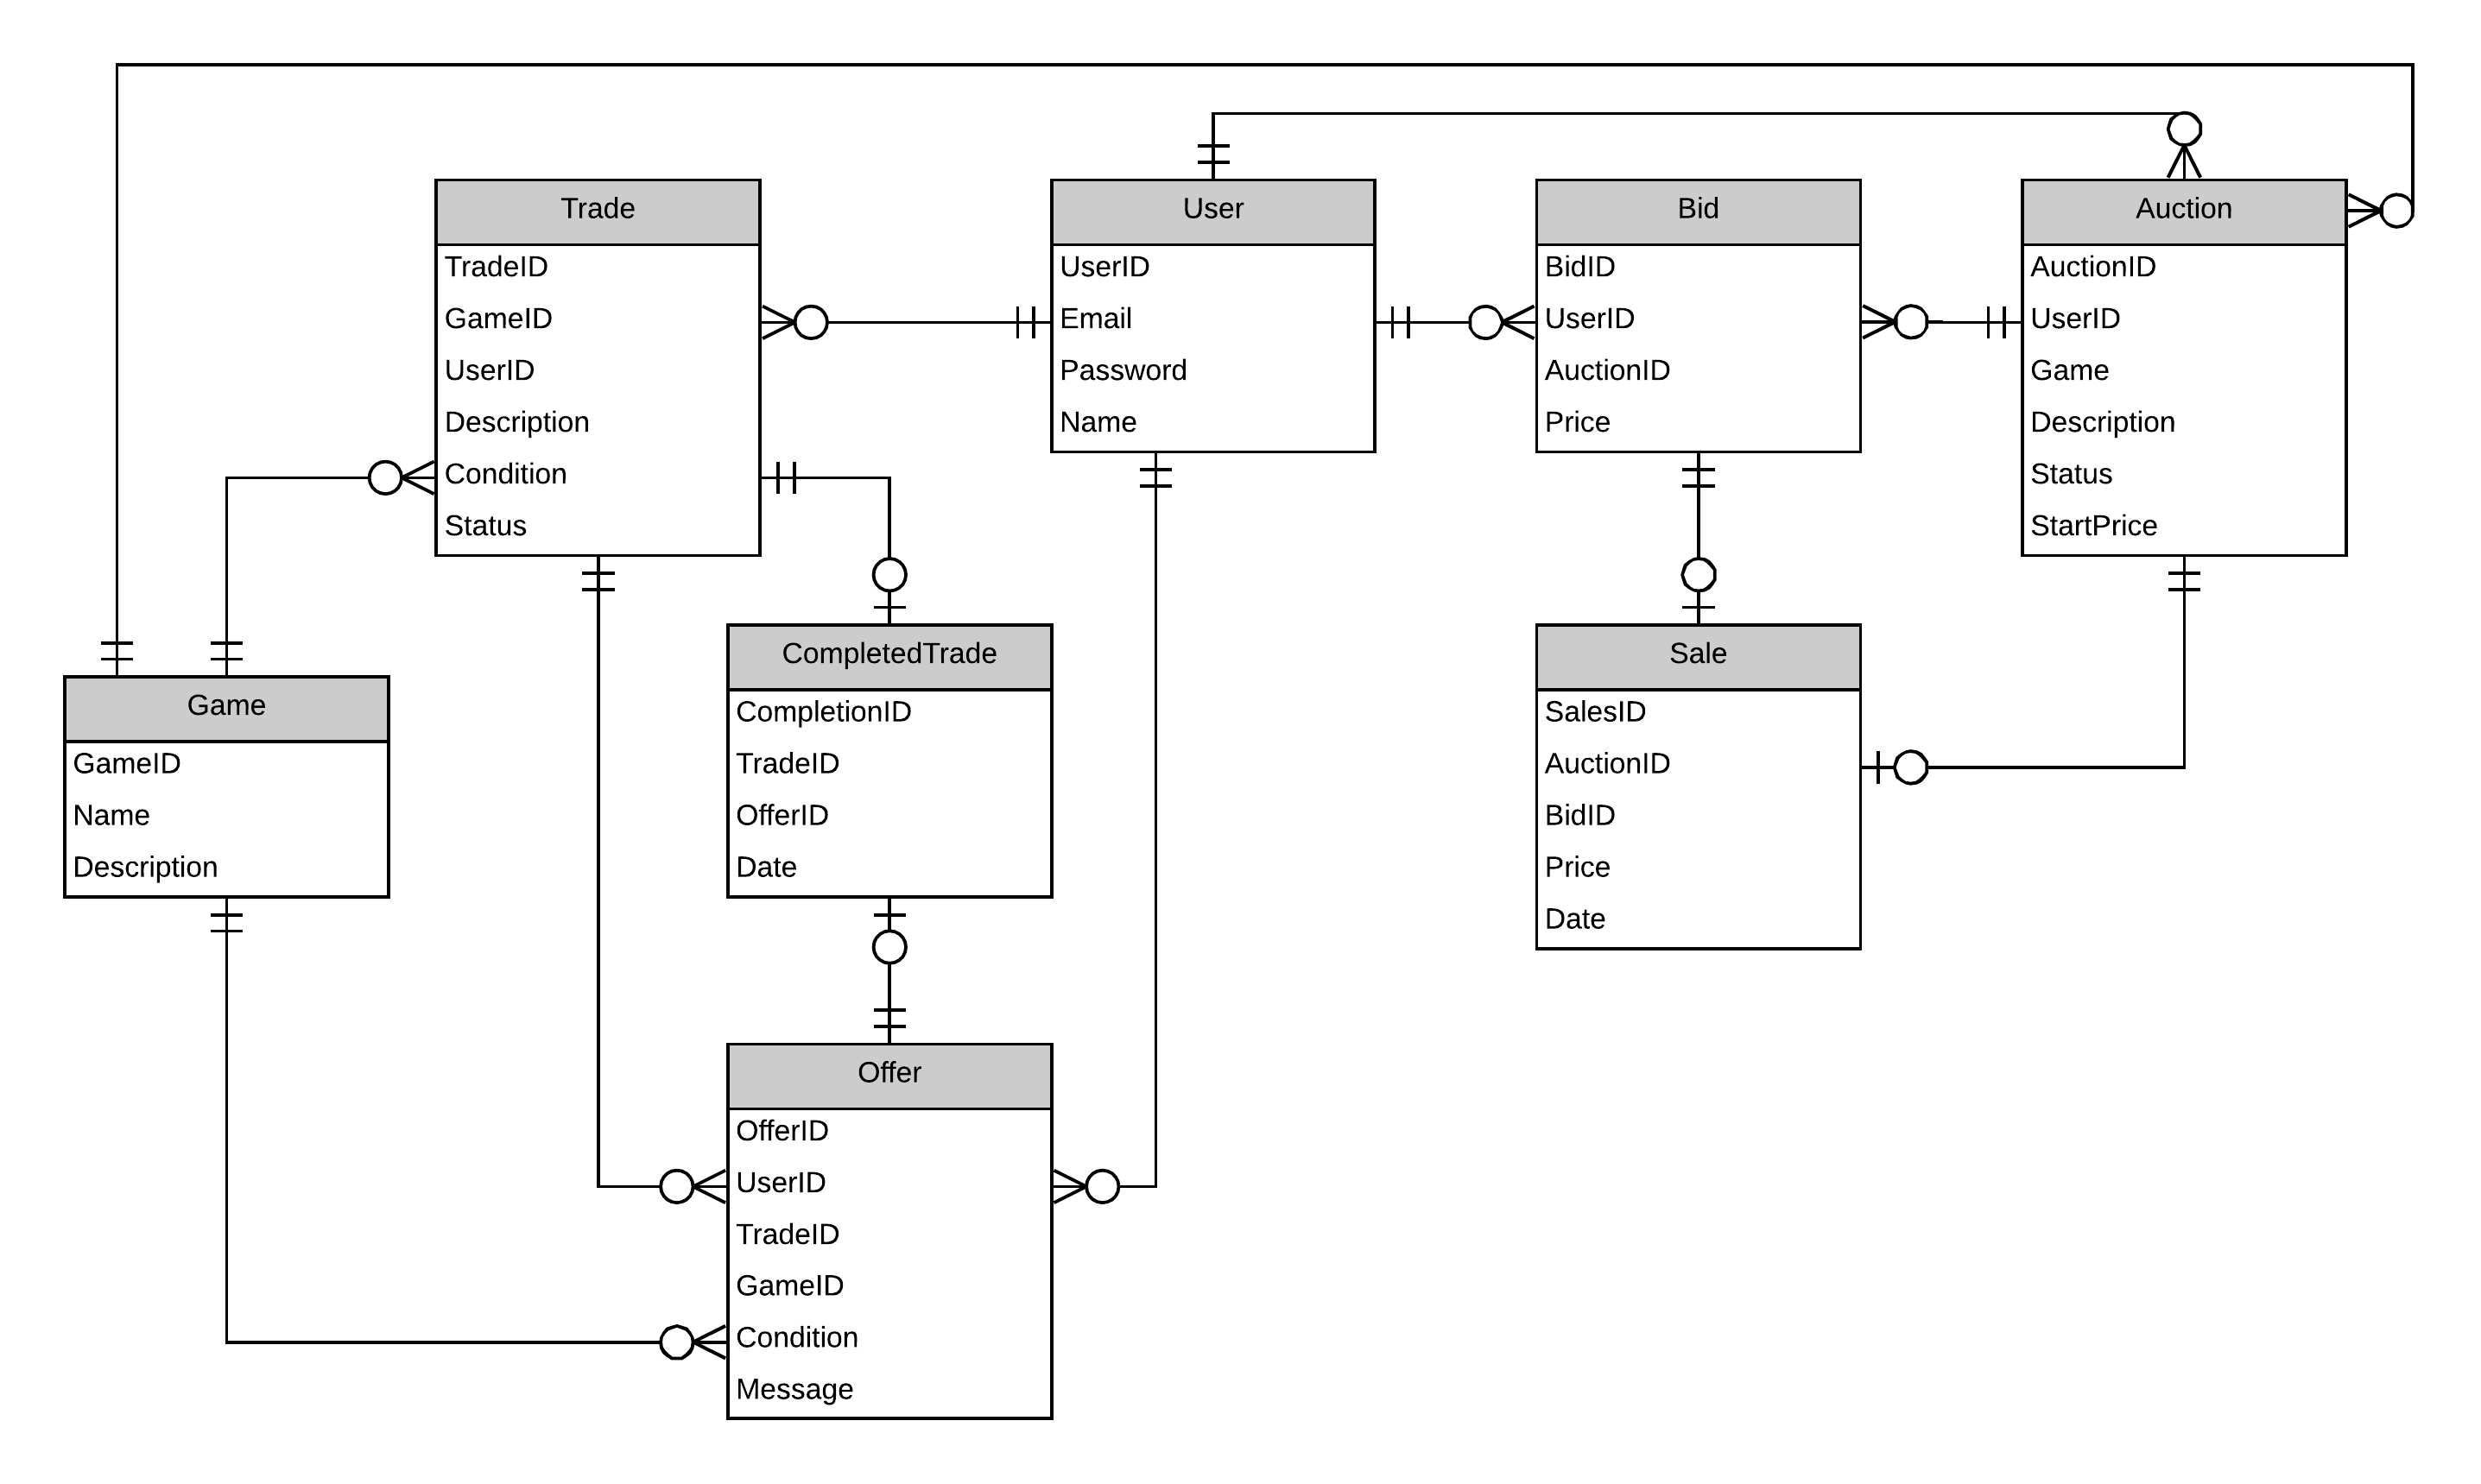 Trade
TradeID
GameID
UserID
Description
Condition
Status
User
UserID
Email
Password
Name
Bid
BidID
UserID
AuctionID
Price
Auction
AuctionID
UserID
Game
Description
Status
StartPrice
Game
GameID
Name
Description
CompletedTrade
CompletionID
TradeID
OfferID
Date
Sale
SalesID
AuctionID
BidID
Price
Date
Offer
OfferID
UserID
TradeID
GameID
Condition
Message